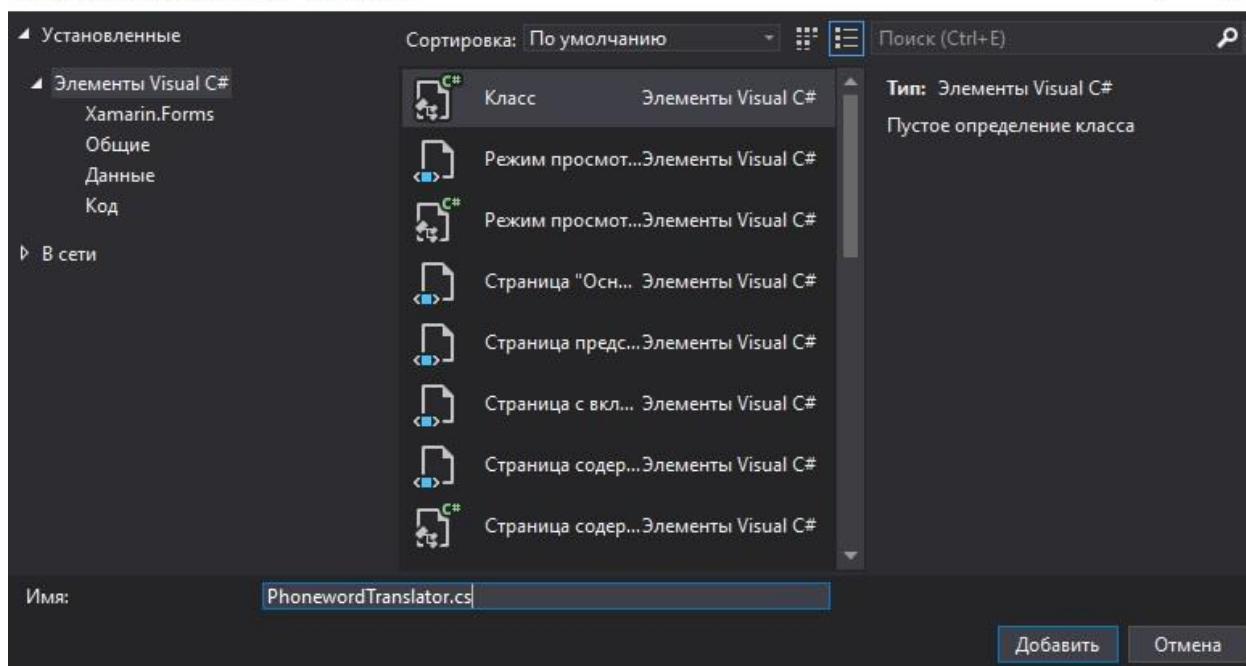 Установленные
Элементы Visual C#
Xamarin.Forms
Общие
Данные
Код
В сети
Сортировка: По умолчанию
Класс Элементы Visual C#
Режим просмот...Элементы Visual C#
Режим просмот...Элементы Visual C#
Страница "Осн... Элементы Visual C#
Страница предс...Элементы Visual C#
Страница с вкл... Элементы Visual C#
Страница содер...Элементы Visual C#
Страница содер...Элементы Visual C#
Поиск (Ctrl+E)
Тип: Элементы Visual C#
Пустое определение класса
Имя: PhonewordTranslator.cs
Добавить Отмена